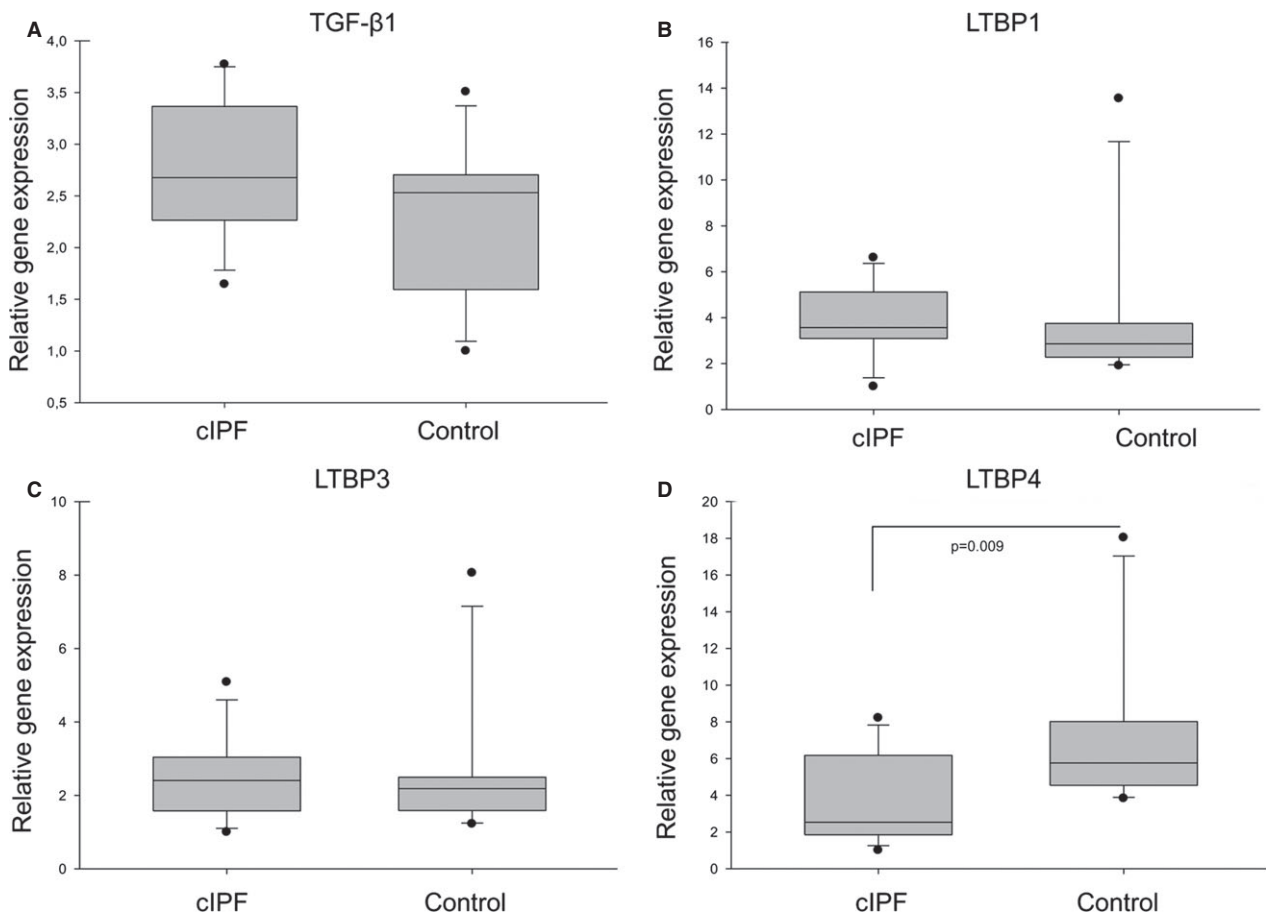 A
TGF-β1
Relative gene expression
4,0
3,5
3,0
2,5
2,0
1,5
1,0
0,5
cIPF Control
B
LTBP1
Relative gene expression
16
14
12
10
8
6
4
2
0
cIPF Control
C
LTBP3
Relative gene expression
10
8
6
4
2
0
cIPF Control
D
LTBP4
Relative gene expression
20
18
16
14
12
10
8
6
4
2
0
p=0.009
cIPF Control